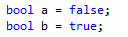 bool a = false;
bool b = true;